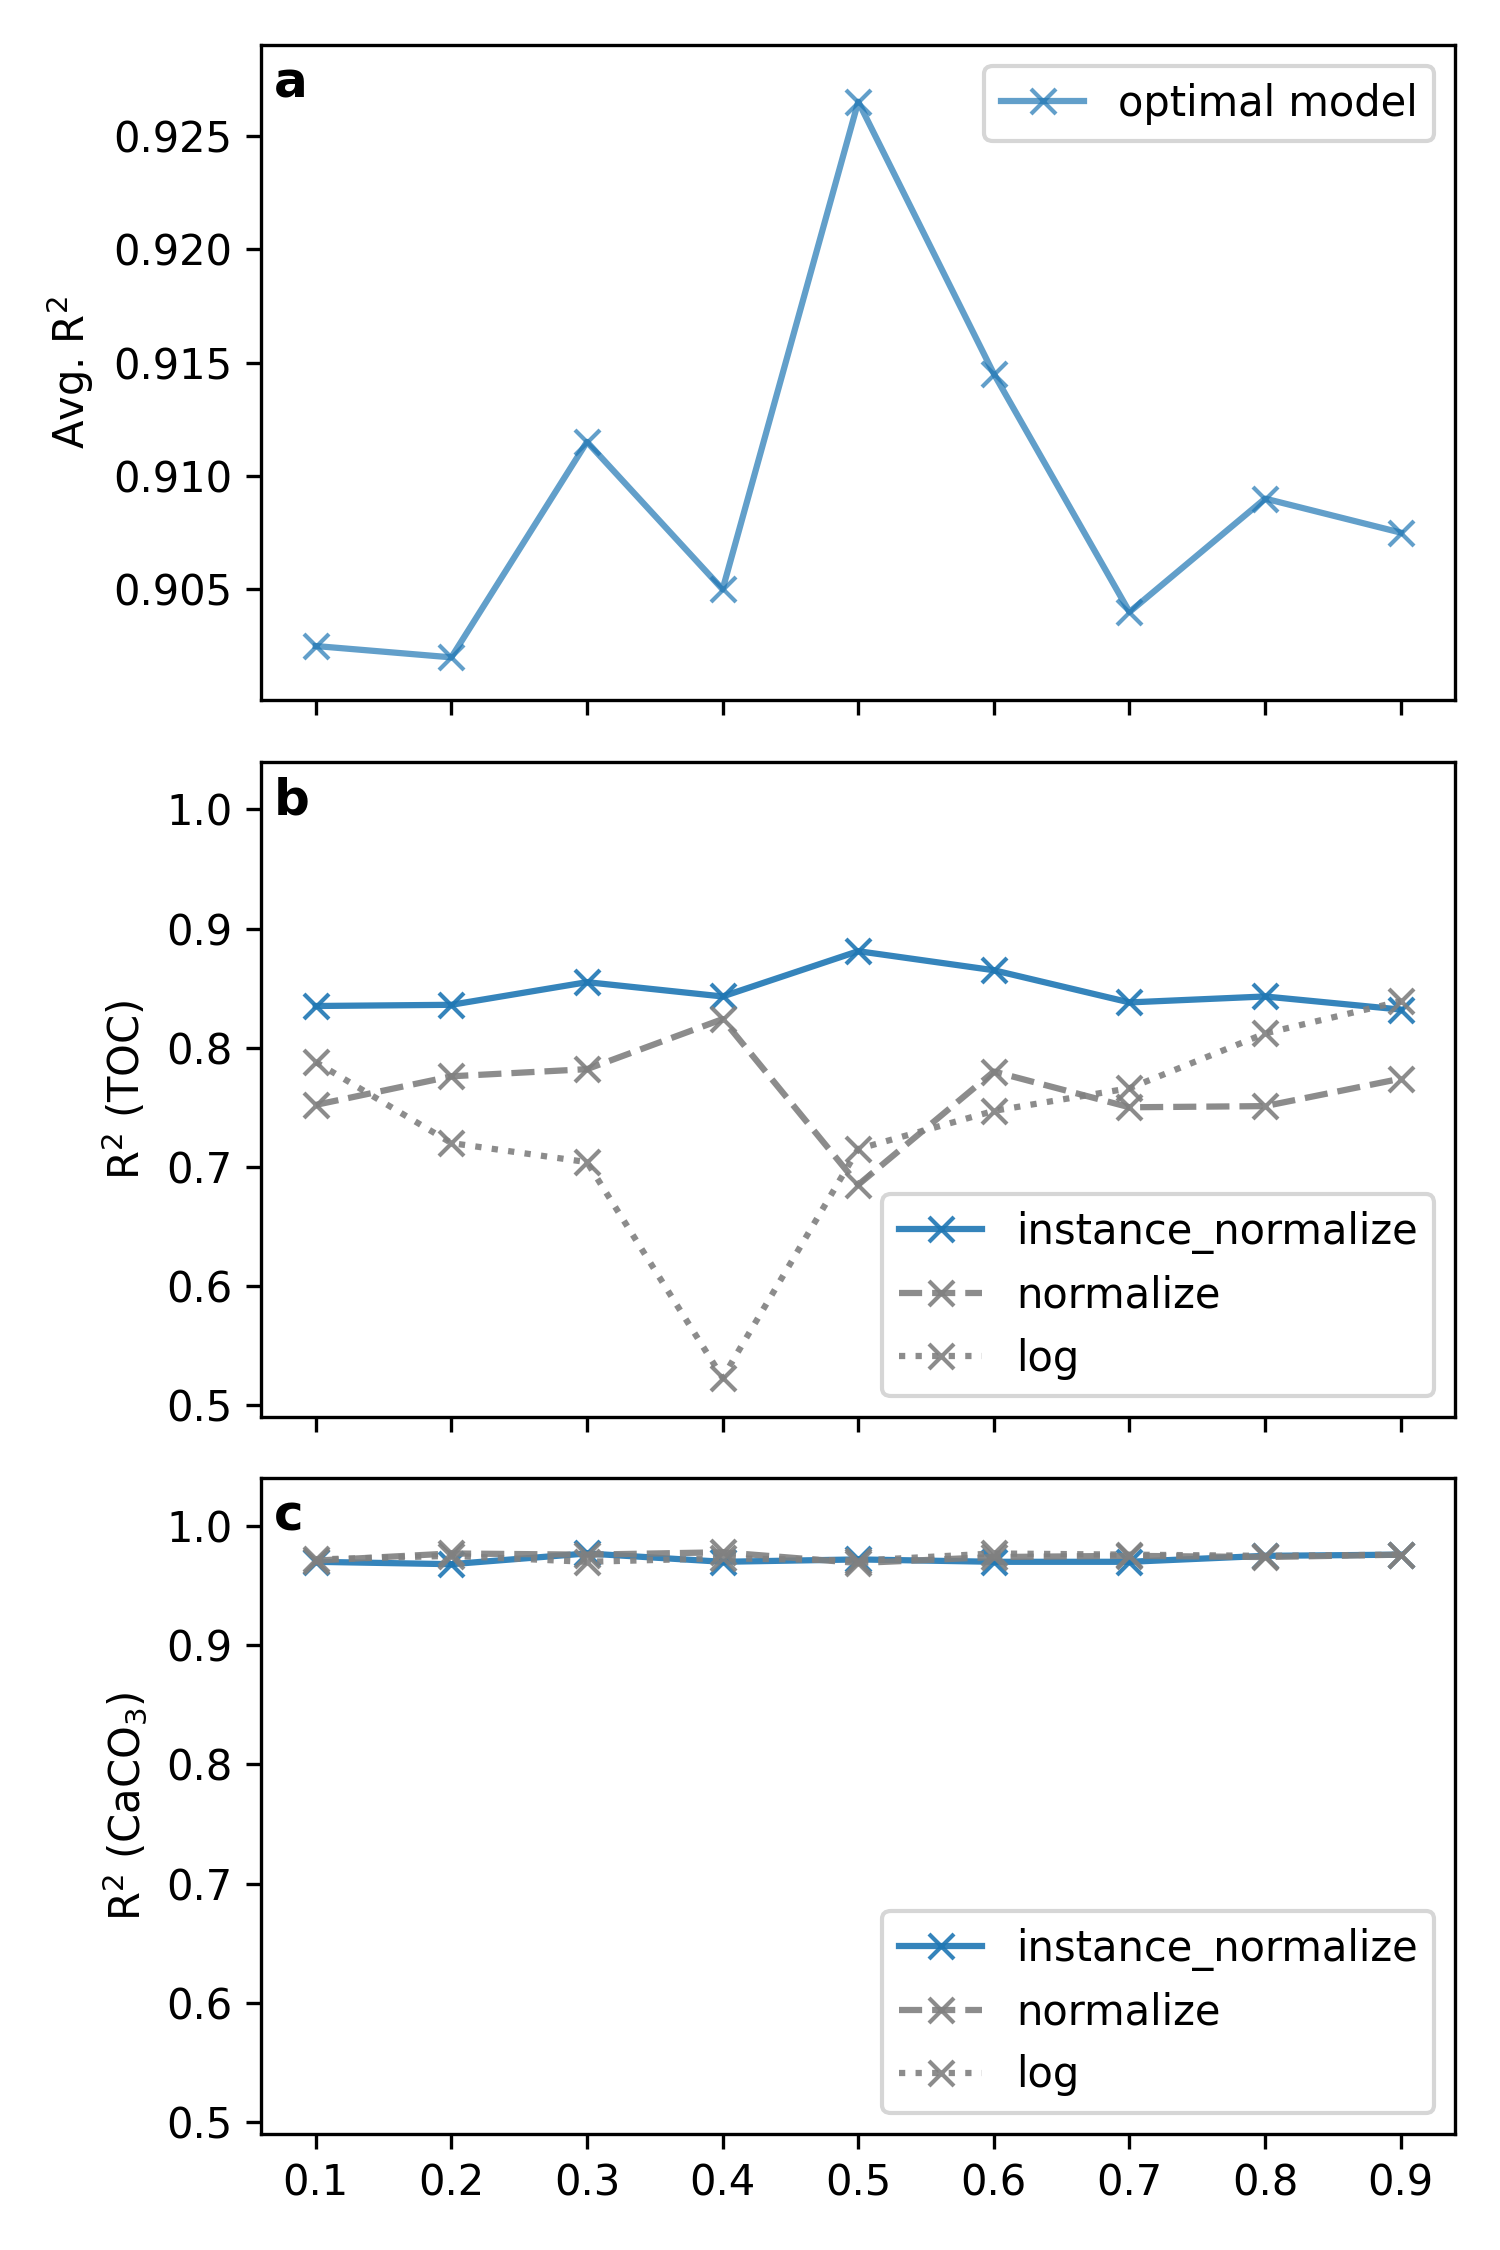 a
optimal model
0.925
0.920
0.915
0.910
0.905
Avg. R²
b
1.0
0.9
0.8
0.7
0.6
0.5
R² (TOC)
instance_normalize
normalize
log
c
1.0
0.9
0.8
0.7
0.6
0.5
R² (CaCO₃)
instance_normalize
normalize
log
0.1 0.2 0.3 0.4 0.5 0.6 0.7 0.8 0.9